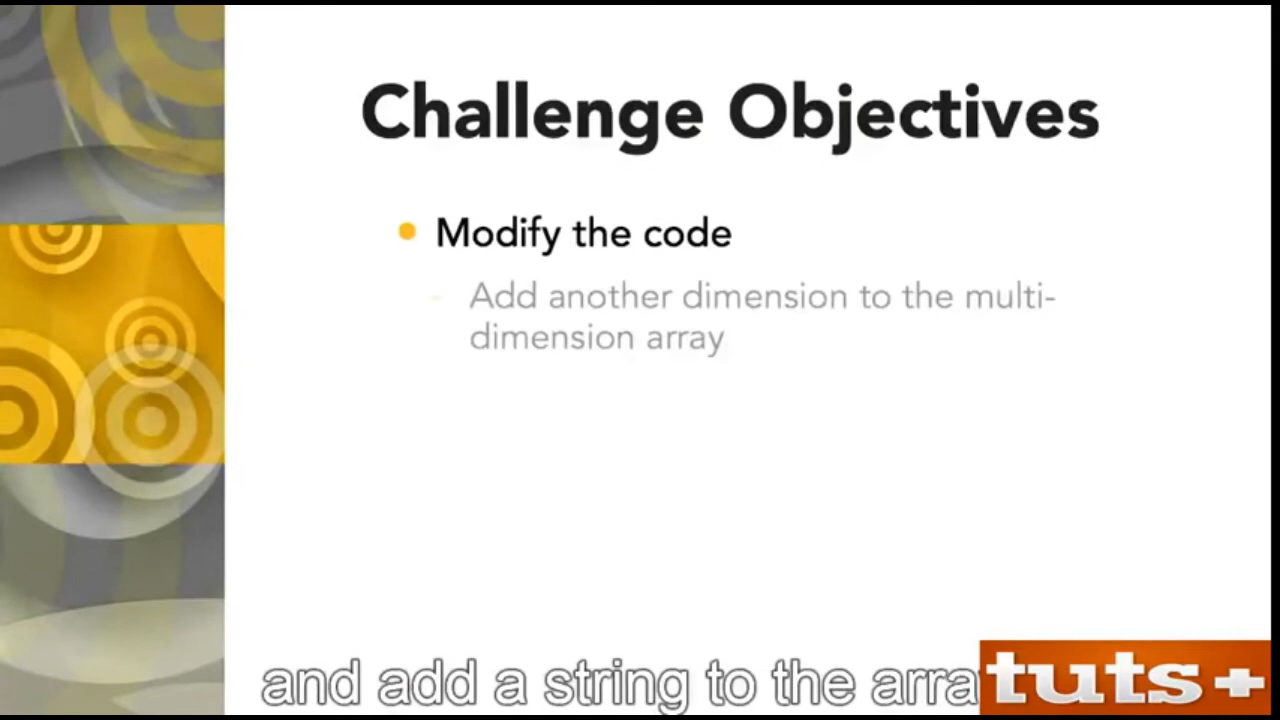 Challenge Objectives
Modify the code
- Add another dimension to the multi-
dimension array
and add a string to the arra
tuts+